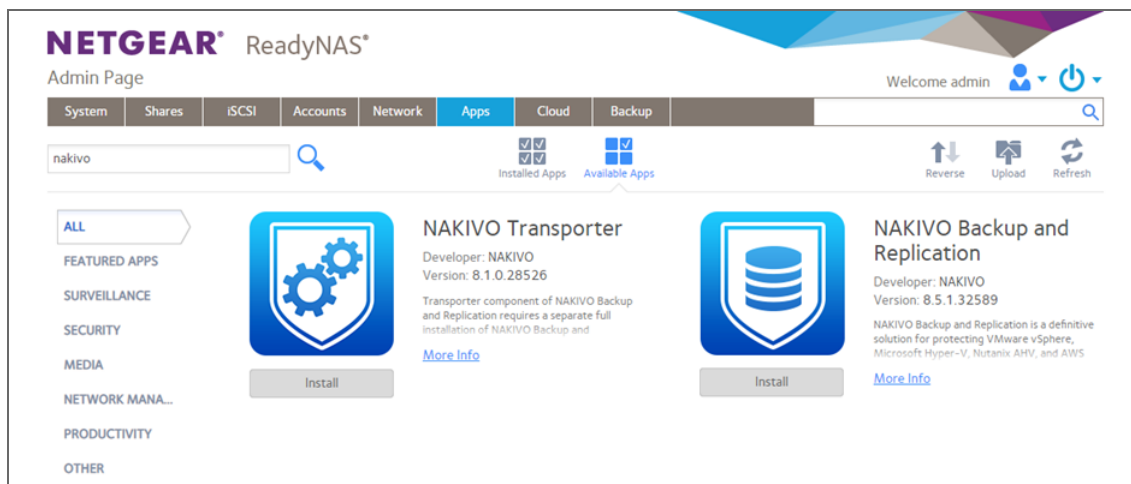 NETGEAR® ReadyNAS®
Admin Page
Welcome admin
System Shares iSCSI Accounts Network Apps Cloud Backup
nakivo
Installed Apps Available Apps Reverse Upload Refresh
ALL
FEATURED APPS
SURVEILLANCE
SECURITY
MEDIA
NETWORK MANA...
PRODUCTIVITY
OTHER
NAKIVO Transporter
Developer: NAKIVO
Version: 8.1.0.28526
Transporter component of NAKIVO Backup
and Replication requires a separate full
installation of NAKIVO Backup and
More Info
Install
NAKIVO Backup and
Replication
Developer: NAKIVO
Version: 8.5.1.32589
NAKIVO Backup and Replication is a definitive
solution for protecting VMware vSphere,
Microsoft Hyper-V, Nutanix AHV, and AWS
More Info
Install